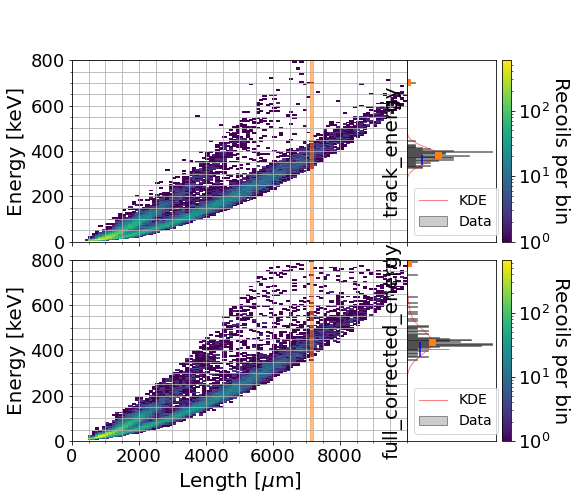 800
600
400
200
0
Energy [keV]
track_energy
KDE
Data
10²
10¹
10⁰
Recoils per bin
800
600
400
200
0
Energy [keV]
0
2000
4000
6000
8000
Length [μm]
full_corrected_energy
KDE
Data
10²
10¹
10⁰
Recoils per bin